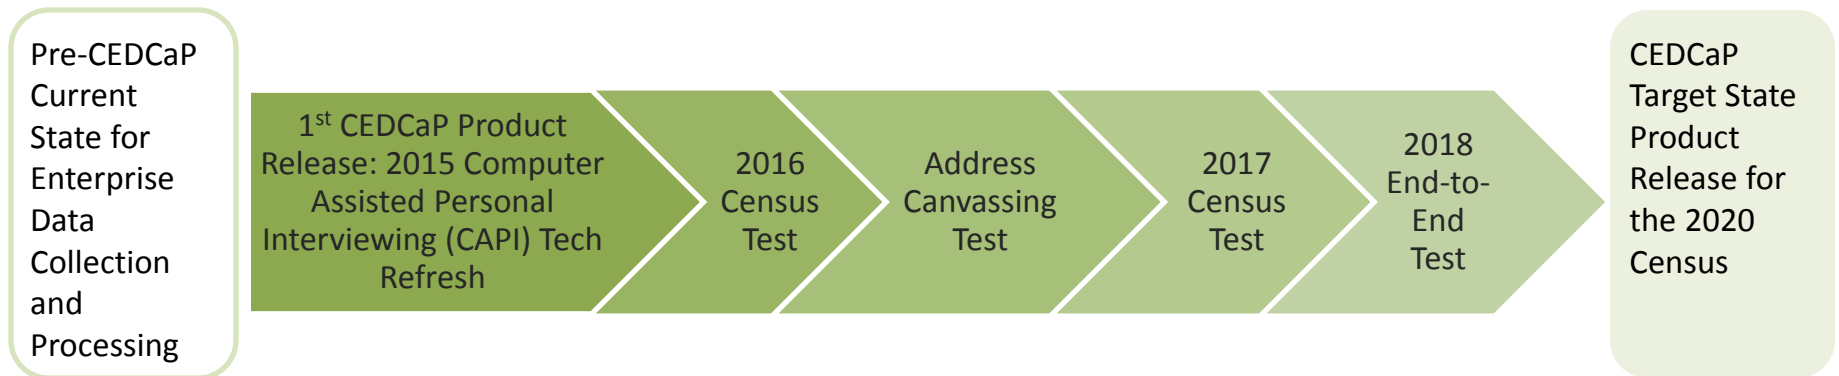 Pre-CEDCaP
Current
State for
Enterprise
Data
Collection
and
Processing
1st CEDCaP Product
Release: 2015 Computer
Assisted Personal
Interviewing (CAPI) Tech
Refresh
2016
Census
Test
Address
Canvassing
Test
2017
Census
Test
2018
End-to-
End
Test
CEDCaP
Target State
Product
Release for
the 2020
Census